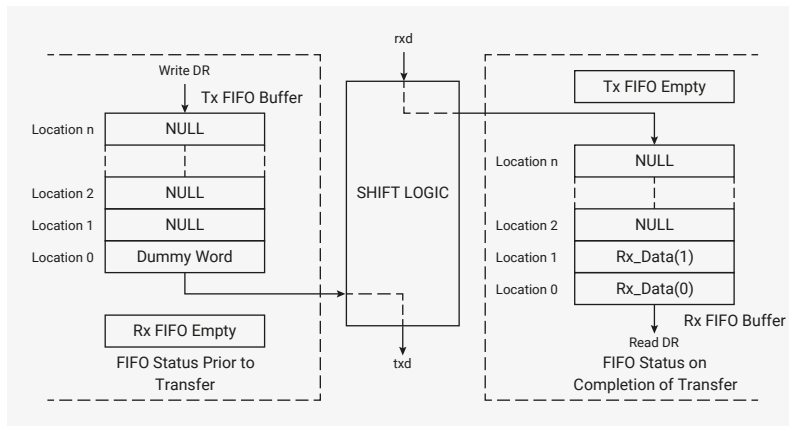 rxd
Write DR
Tx FIFO Buffer
Location n
NULL
Location 2
NULL
Location 1
NULL
Location 0
Dummy Word
Rx FIFO Empty
FIFO Status Prior to
Transfer
SHIFT LOGIC
txd
Tx FIFO Empty
Location n
NULL
Location 2
NULL
Location 1
Rx_Data(1)
Location 0
Rx_Data(0)
Rx FIFO Buffer
Read DR
FIFO Status on
Completion of Transfer